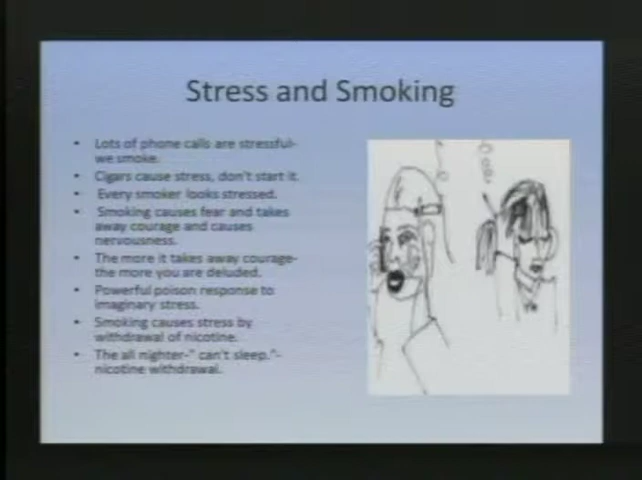 Stress and Smoking
• Lots of phone calls are stressful-
we smoke.
• Cigars cause stress, don't start it.
• Every smoker looks stressed.
• Smoking causes fear and takes
away courage and causes
nervousness.
• The more it takes away courage-
the more you are deluded.
• Powerful poison response to
imaginary stress.
• Smoking causes stress by
withdrawal of nicotine.
• The all nighter-" can't sleep."-
nicotine withdrawal.